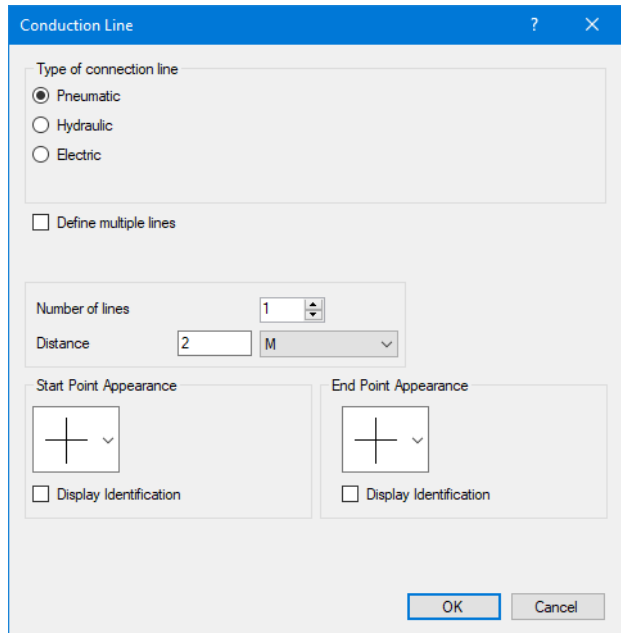 Conduction Line ?
Type of connection line
Pneumatic
Hydraulic
Electric
Define multiple lines
Number of lines 1
Distance 2 M
Start Point Appearance
Display Identification
End Point Appearance
Display Identification
OK Cancel